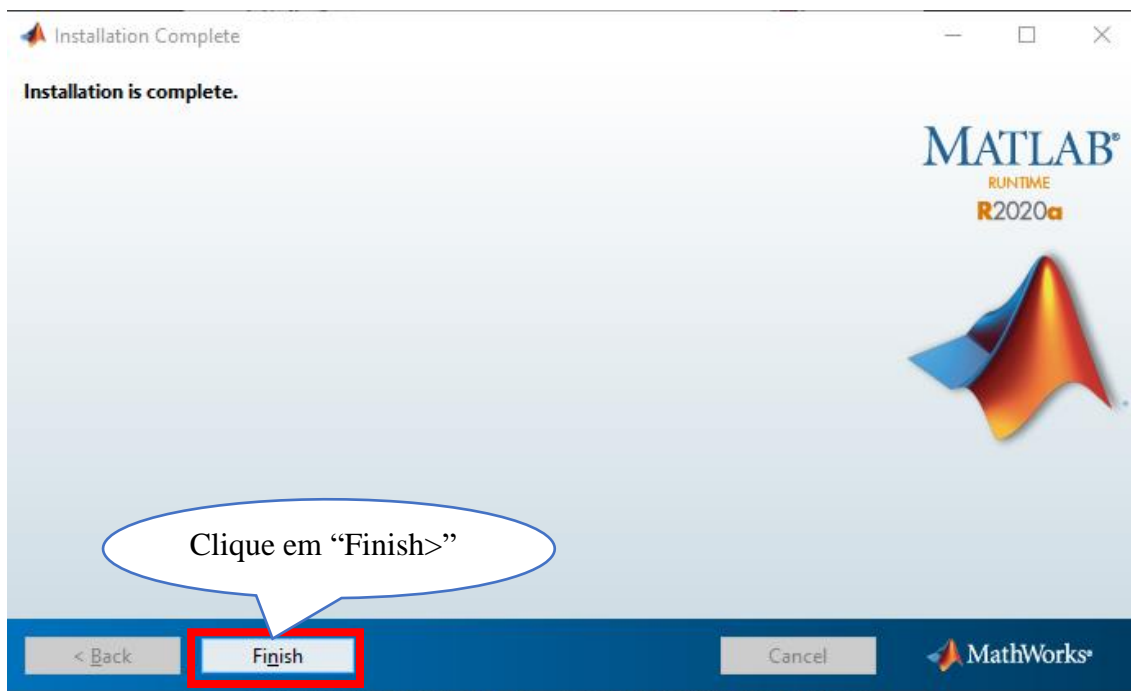 Installation Complete
Installation is complete.
MATLAB®
RUNTIME
R2020a
Clique em “Finish>”
< Back
Finish
Cancel
MathWorks®